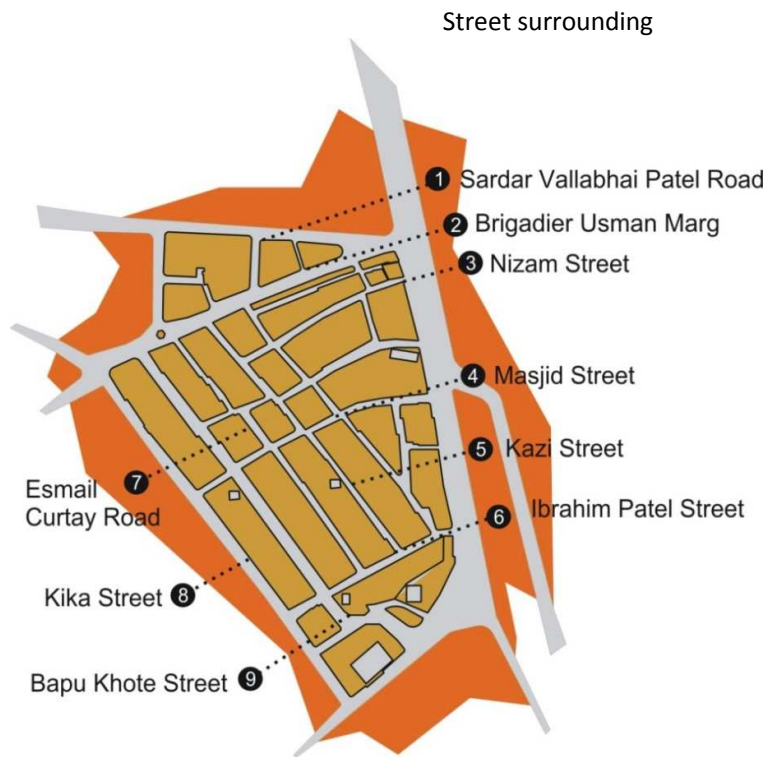 Street surrounding
1 Sardar Vallabhai Patel Road
2 Brigadier Usman Marg
3 Nizam Street
4 Masjid Street
5 Kazi Street
6 Ibrahim Patel Street
7
Esmail
Curtay Road
Kika Street 8
Bapu Khote Street 9